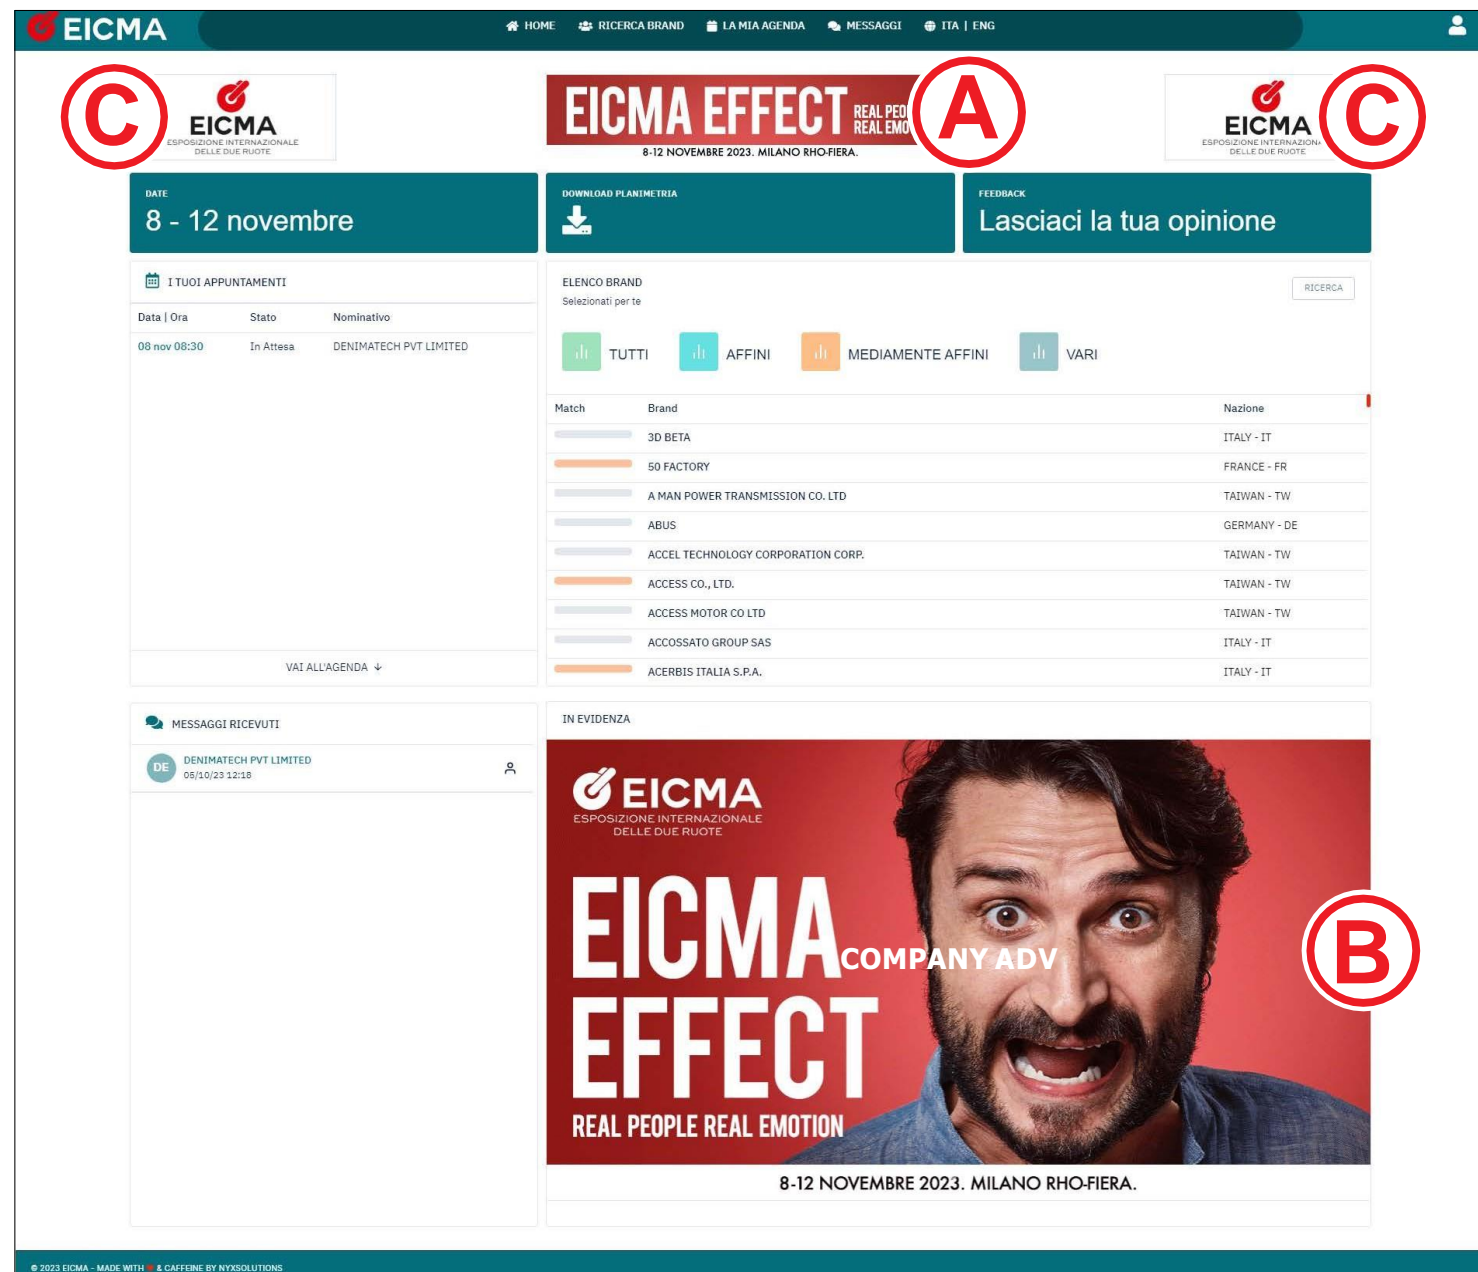 EICMA
HOME RICERCA BRAND LA MIA AGENDA MESSAGGI ITA | ENG
C
EICMA
ESPOSIZIONE INTERNAZIONALE
DELLE DUE RUOTE
EICMA EFFECT
REAL PEO
REAL EMO
8-12 NOVEMBRE 2023. MILANO RHO-FIERA.
A
EICMA
ESPOSIZIONE INTERNAZION
DELLE DUE RUOTE
C
DATE
8 - 12 novembre
DOWNLOAD PLANIMETRIA
FEEDBACK
Lasciaci la tua opinione
I TUOI APPUNTAMENTI
Data | Ora Stato Nominativo
08 nov 08:30 In Attesa DENIMATECH PVT LIMITED
VAI ALL'AGENDA
ELENCO BRAND
Selezionati per te
RICERCA
TUTTI AFFINI MEDIAMENTE AFFINI VARI
Match Brand Nazione
3D BETA ITALY - IT
50 FACTORY FRANCE - FR
A MAN POWER TRANSMISSION CO. LTD TAIWAN - TW
ABUS GERMANY - DE
ACCEL TECHNOLOGY CORPORATION CORP. TAIWAN - TW
ACCESS CO., LTD. TAIWAN - TW
ACCESS MOTOR CO LTD TAIWAN - TW
ACCOSSATO GROUP SAS ITALY - IT
ACERBIS ITALIA S.P.A. ITALY - IT
MESSAGGI RICEVUTI
DE
DENIMATECH PVT LIMITED
05/10/23 12:18
IN EVIDENZA
EICMA
ESPOSIZIONE INTERNAZIONALE
DELLE DUE RUOTE
EICMA
COMPANY ADV
B
EFFECT
REAL PEOPLE REAL EMOTION
8-12 NOVEMBRE 2023. MILANO RHO-FIERA.
© 2023 EICMA - MADE WITH & CAFFEINE BY NYXSOLUTIONS